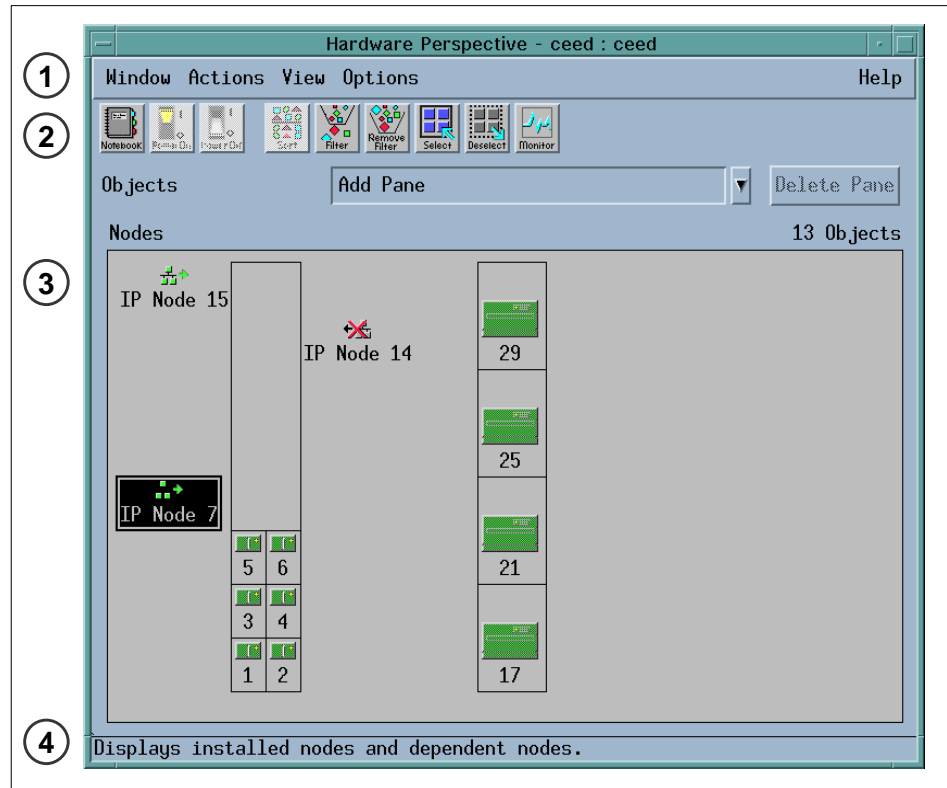 Hardware Perspective - ceed : ceed
1
Window Actions View Options Help
2
Notebook Power On Power Off Sort Filter Remove Filter Select Deselect Monitor
Objects Add Pane Delete Pane
Nodes 13 Objects
3
IP Node 15
IP Node 14
29
25
IP Node 7
5 6
21
3 4
1 2
17
4
Displays installed nodes and dependent nodes.